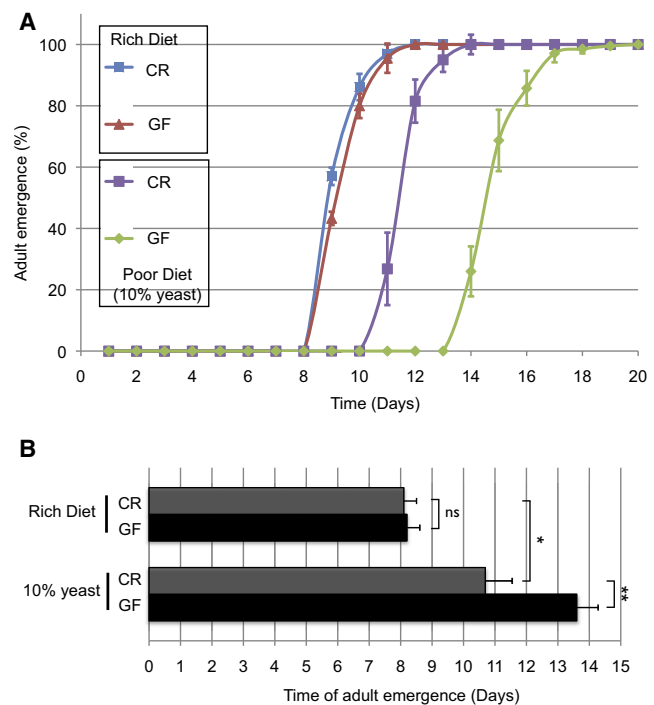 A
Rich Diet
CR
GF
CR
GF
Poor Diet
(10% yeast)
100
80
60
40
20
0
Adult emergence (%)
0 2 4 6 8 10 12 14 16 18 20
Time (Days)
B
Rich Diet
CR
GF
ns
*
10% yeast
CR
GF
**
0 1 2 3 4 5 6 7 8 9 10 11 12 13 14 15
Time of adult emergence (Days)